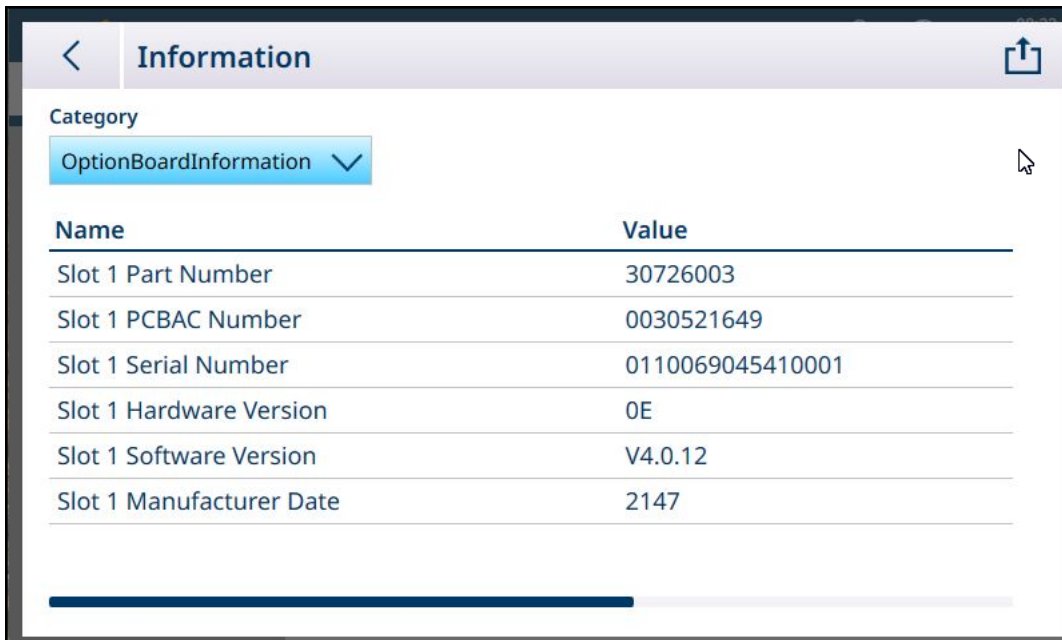 Information
Category
OptionBoardInformation
Name Value
Slot 1 Part Number 30726003
Slot 1 PCBAC Number 0030521649
Slot 1 Serial Number 0110069045410001
Slot 1 Hardware Version 0E
Slot 1 Software Version V4.0.12
Slot 1 Manufacturer Date 2147